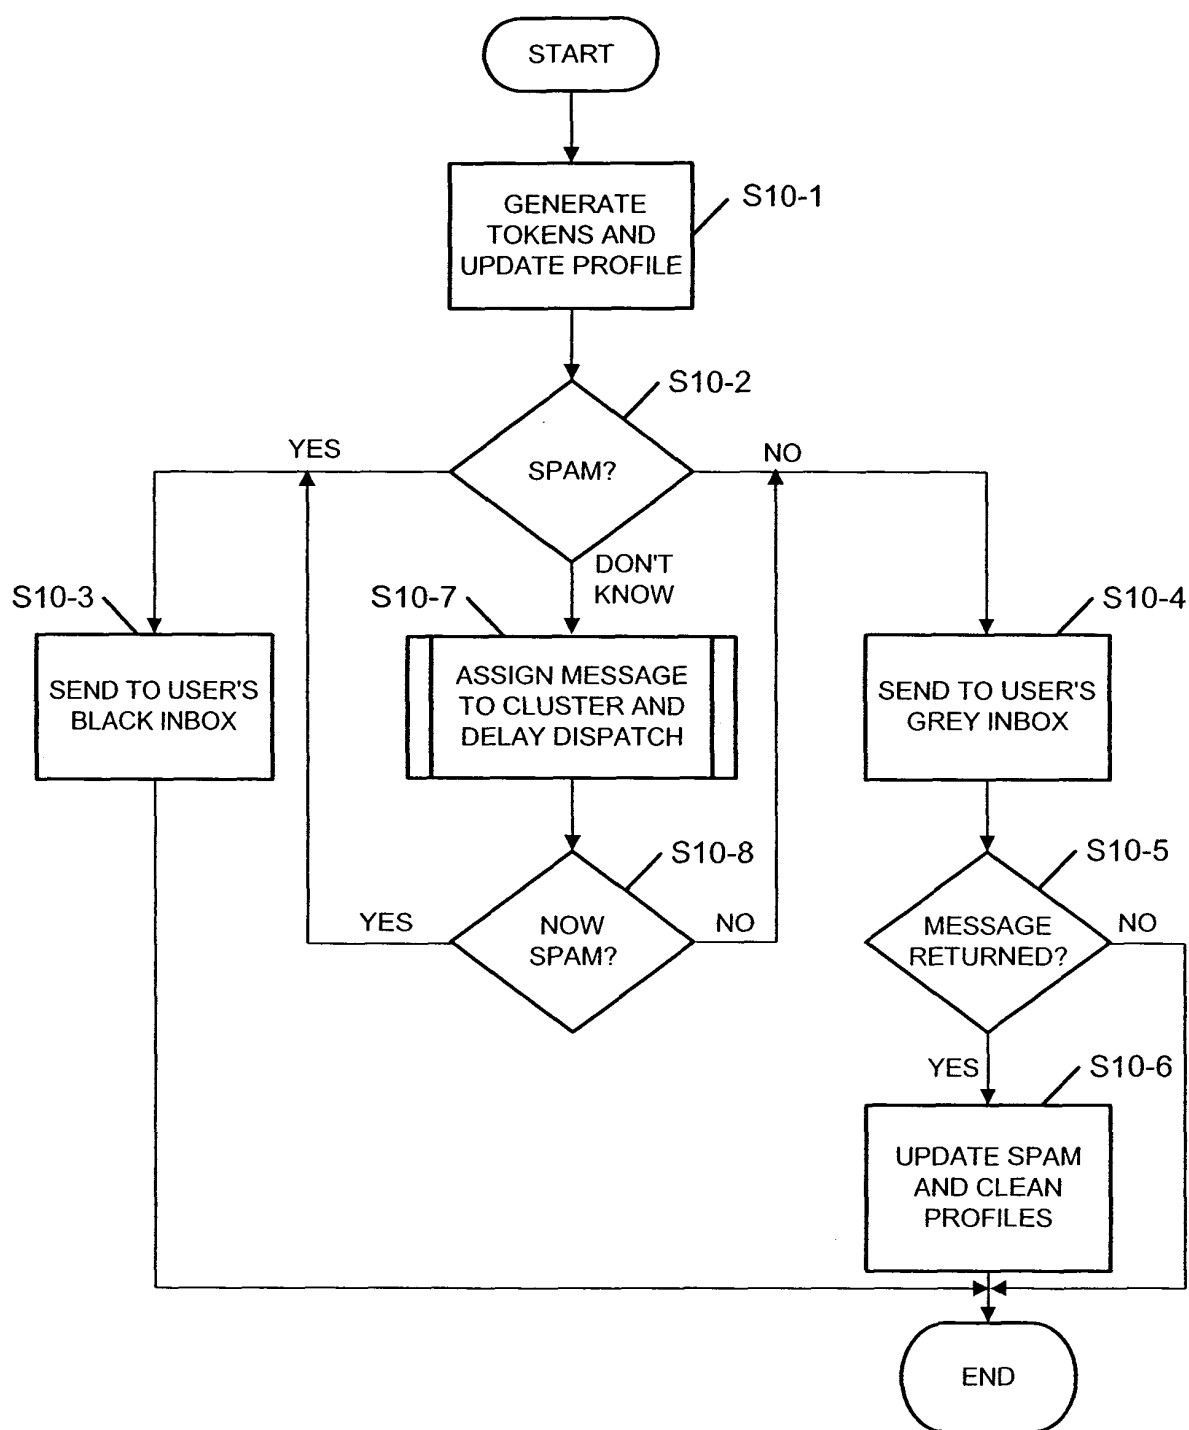 START
GENERATE
TOKENS AND
UPDATE PROFILE
S10-1
S10-2
YES
SPAM?
NO
DON'T
KNOW
S10-3
S10-7
S10-4
SEND TO USER'S
BLACK INBOX
ASSIGN MESSAGE
TO CLUSTER AND
DELAY DISPATCH
SEND TO USER'S
GREY INBOX
S10-8
S10-5
YES
NOW
SPAM?
NO
MESSAGE
RETURNED?
NO
YES
S10-6
UPDATE SPAM
AND CLEAN
PROFILES
END